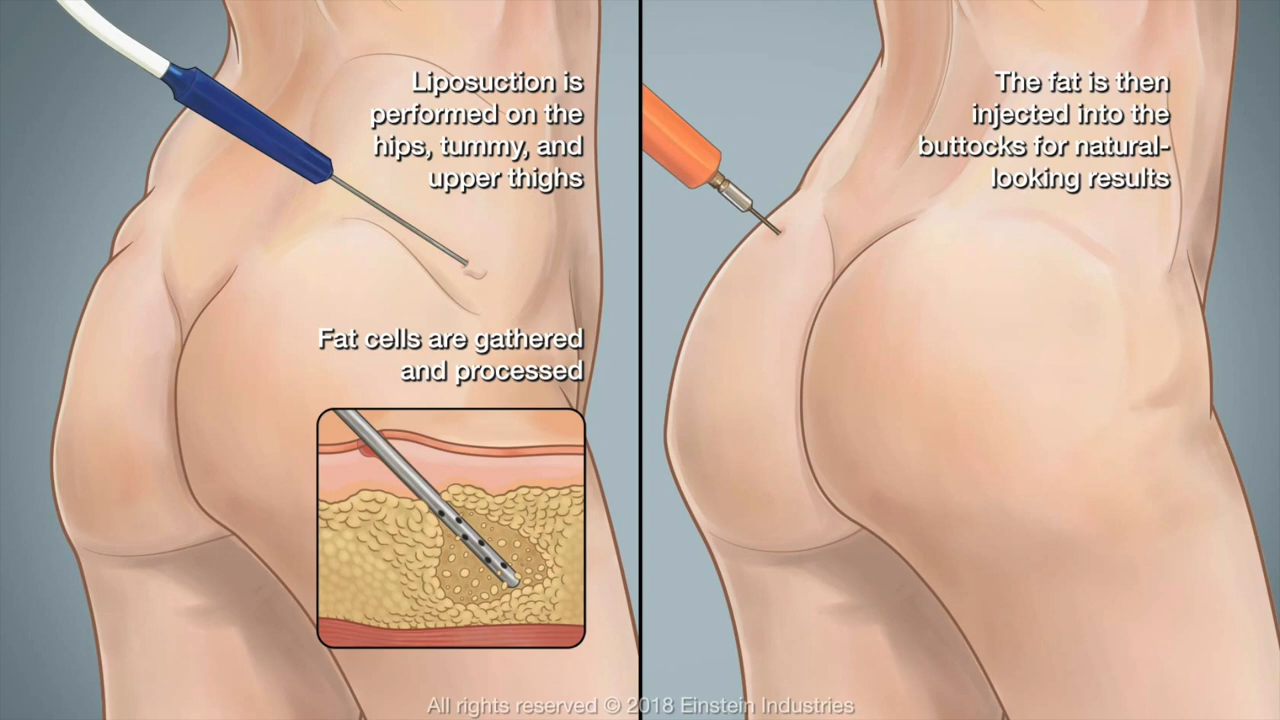 Liposuction is
performed on the
hips, tummy, and
upper thighs
Fat cells are gathered
and processed
The fat is then
injected into the
buttocks for natural-
looking results
All rights reserved © 2018 Einstein Industries